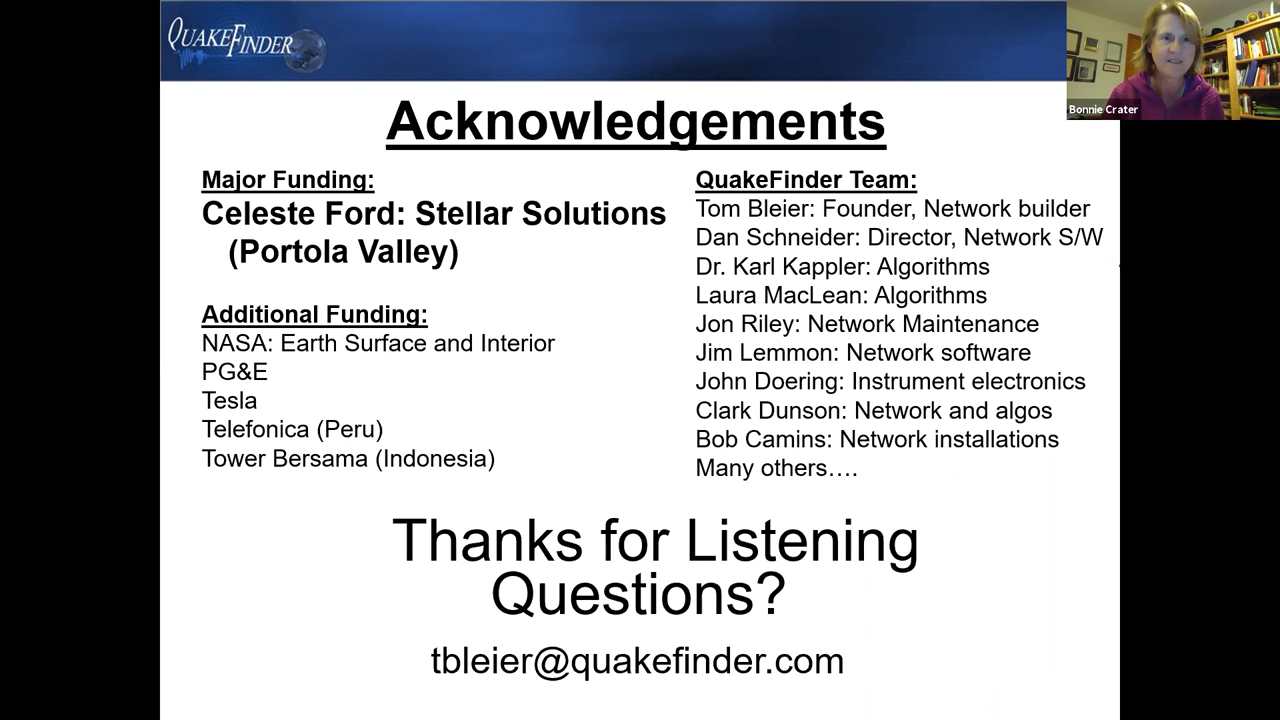 QuakeFinder
Bonnie Crater
Acknowledgements
Major Funding:
Celeste Ford: Stellar Solutions
(Portola Valley)
Additional Funding:
NASA: Earth Surface and Interior
PG&E
Tesla
Telefonica (Peru)
Tower Bersama (Indonesia)
QuakeFinder Team:
Tom Bleier: Founder, Network builder
Dan Schneider: Director, Network S/W
Dr. Karl Kappler: Algorithms
Laura MacLean: Algorithms
Jon Riley: Network Maintenance
Jim Lemmon: Network software
John Doering: Instrument electronics
Clark Dunson: Network and algos
Bob Camins: Network installations
Many others….
Thanks for Listening
Questions?
tbleier@quakefinder.com